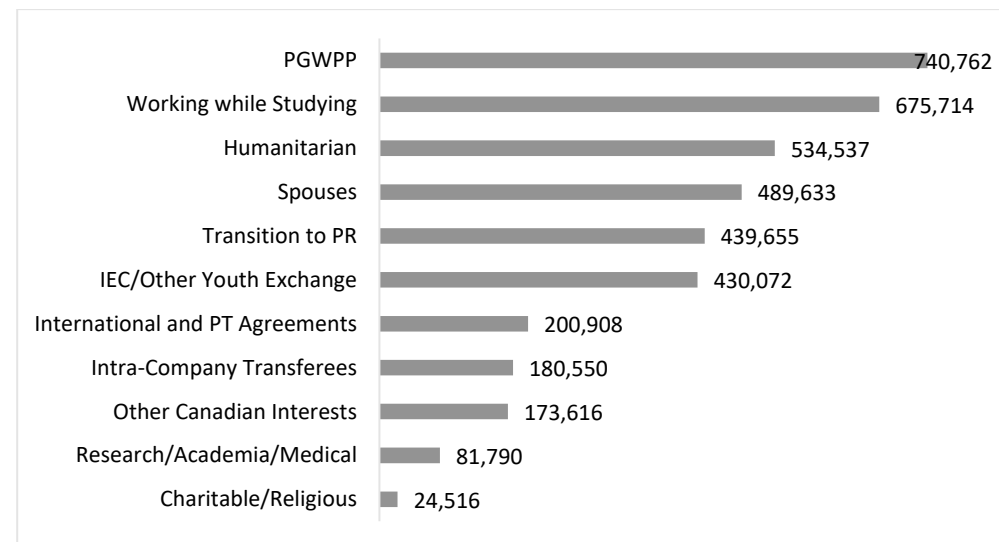 PGWPP 740,762
Working while Studying 675,714
Humanitarian 534,537
Spouses 489,633
Transition to PR 439,655
IEC/Other Youth Exchange 430,072
International and PT Agreements 200,908
Intra-Company Transferees 180,550
Other Canadian Interests 173,616
Research/Academia/Medical 81,790
Charitable/Religious 24,516